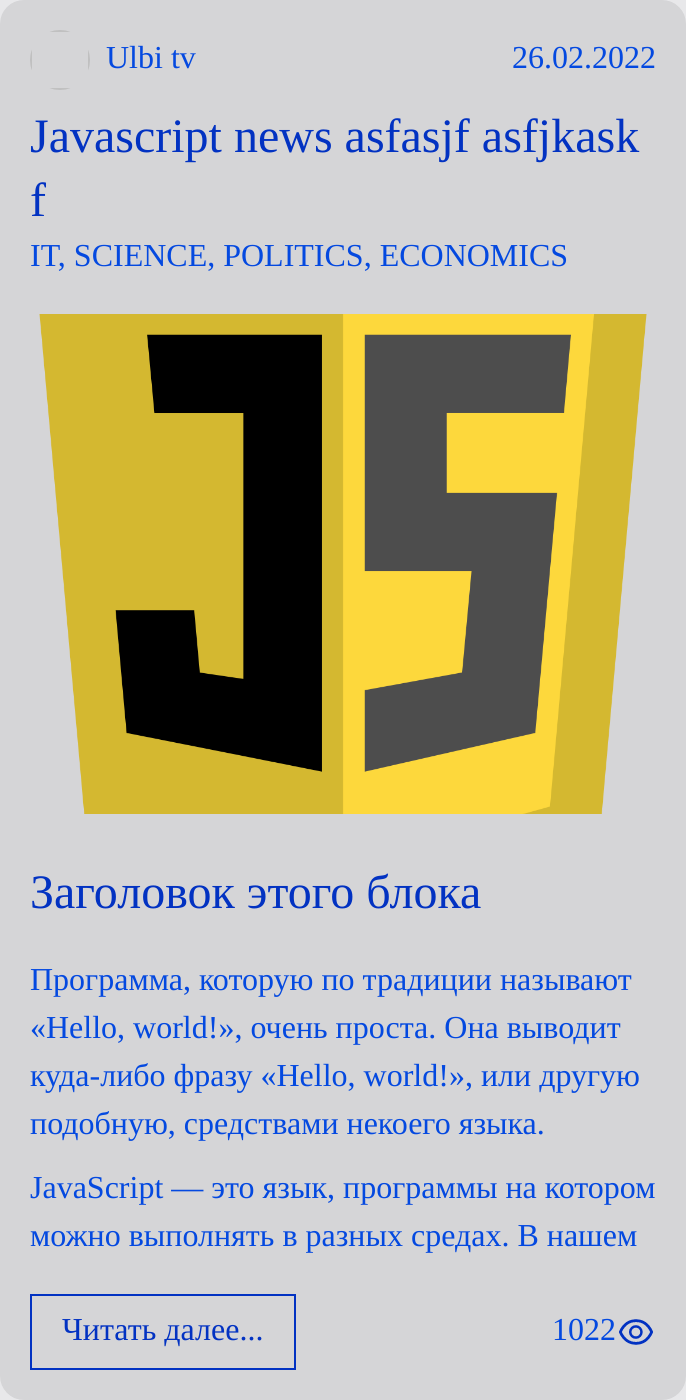 Ulbi tv
26.02.2022
Javascript news asfasjf asfjkask
f
IT, SCIENCE, POLITICS, ECONOMICS
JS
Заголовок этого блока
Программа, которую по традиции называют
«Hello, world!», очень проста. Она выводит
куда-либо фразу «Hello, world!», или другую
подобную, средствами некоего языка.
JavaScript — это язык, программы на котором
можно выполнять в разных средах. В нашем
Читать далее...
1022